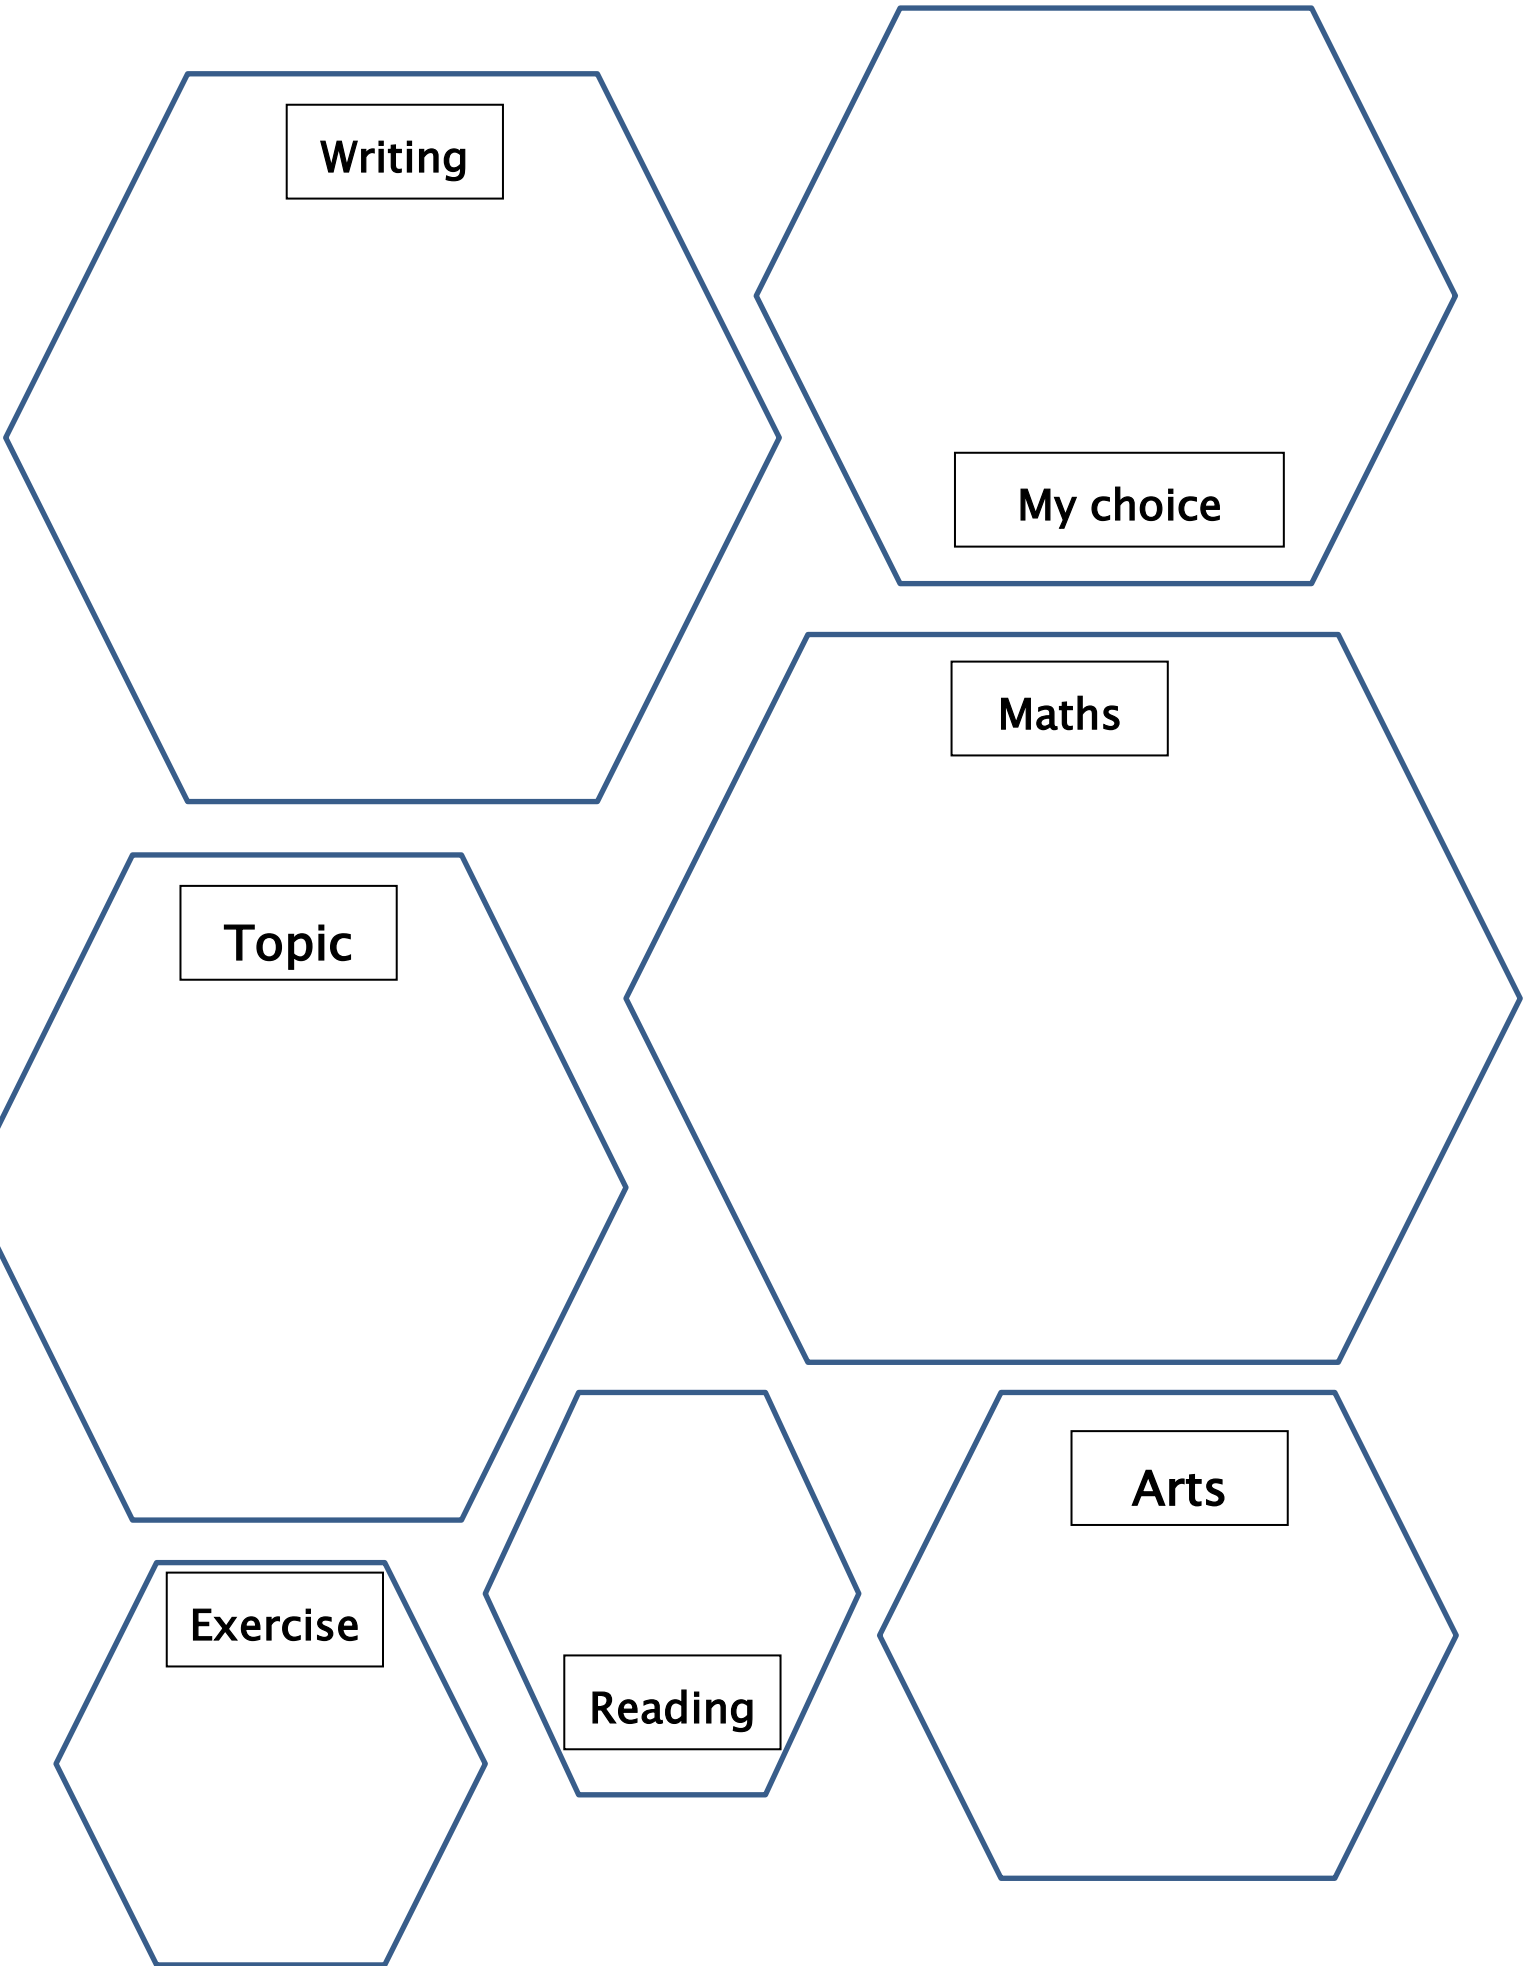 Writing
My choice
Maths
Topic
Arts
Exercise
Reading